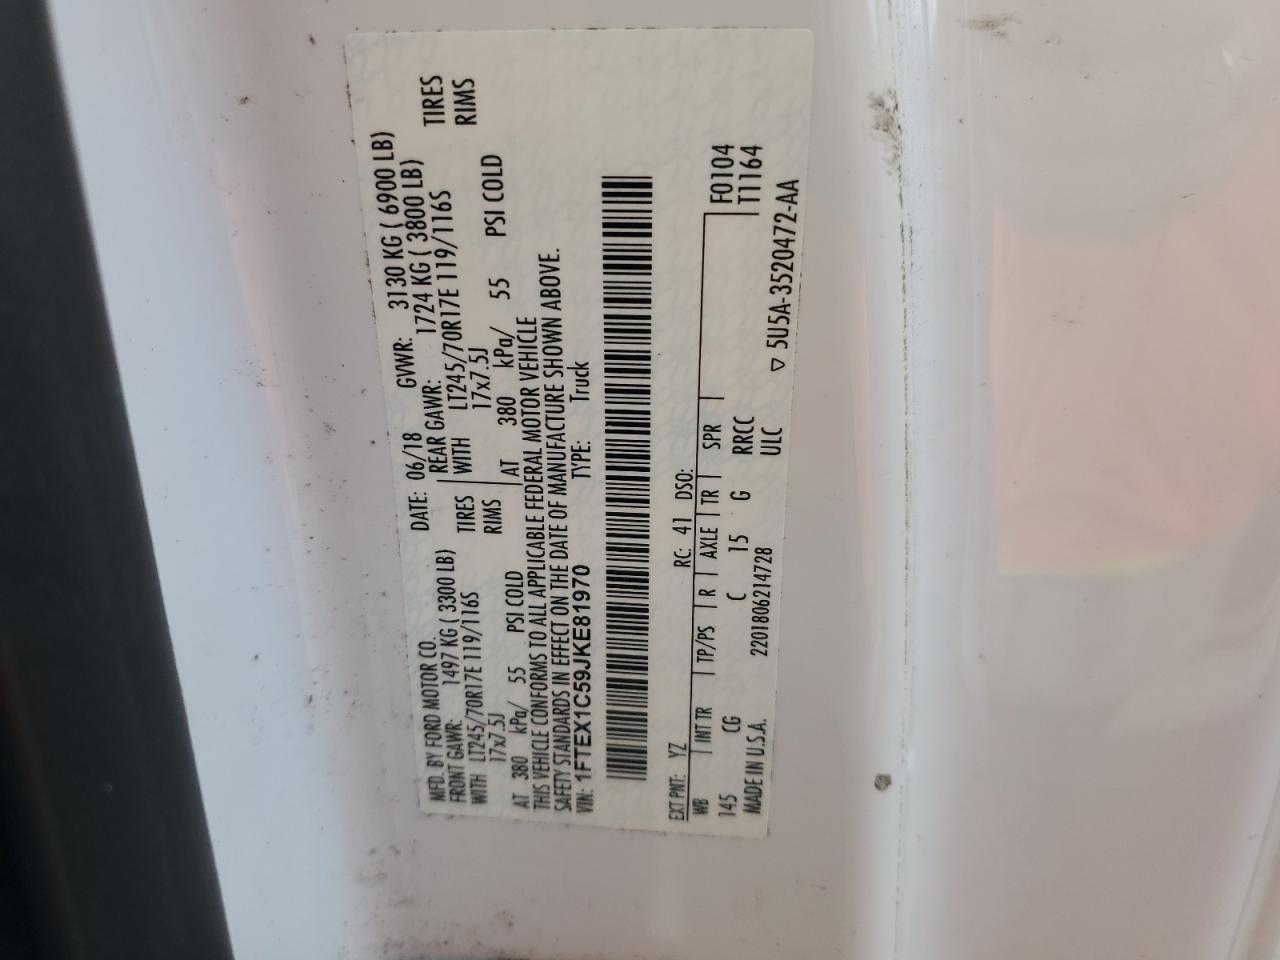 MFD. BY FORD MOTOR CO.
DATE: 06/18 GVWR: 3130 KG ( 6900 LB)
FRONT GAWR: 1497 KG ( 3300 LB)
REAR GAWR: 1724 KG ( 3800 LB)
WITH LT245/70R17E 119/116S TIRES
WITH LT245/70R17E 119/116S TIRES
17x7.5J RIMS
17x7.5J RIMS
AT 380 kPa/ 55 PSI COLD
AT 380 kPa/ 55 PSI COLD
THIS VEHICLE CONFORMS TO ALL APPLICABLE FEDERAL MOTOR VEHICLE
SAFETY STANDARDS IN EFFECT ON THE DATE OF MANUFACTURE SHOWN ABOVE.
VIN: 1FTEX1C59JKE81970 TYPE: Truck
EXT PNT: YZ RC: 41 DSO:
WB INT TR TP/PS R AXLE TR SPR F0104
145 CG C 15 G RRCC T1164
MADE IN U.S.A. 2201806214728 ULC
▽ 5U5A-3520472-AA